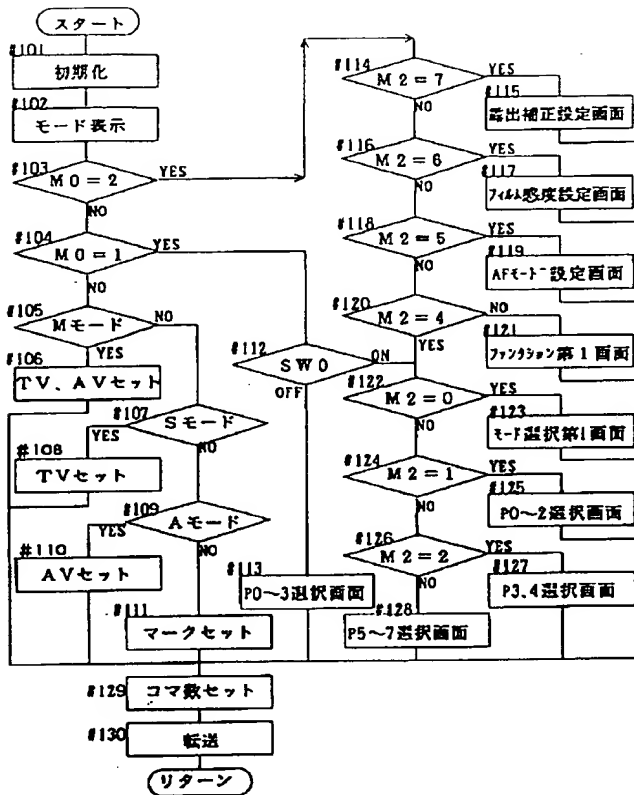 スタート
#101
初期化
#102
モード表示
#103
M0=2
YES
NO
#104
M0=1
YES
NO
#105
Mモード
NO
YES
#106
TV、AVセット
#107
Sモード
YES
NO
#108
TVセット
#109
Aモード
YES
NO
#110
AVセット
#111
マークセット
#112
SW0
ON
OFF
#113
P0~3選択画面
#114
M2=7
YES
NO
#115
露出補正設定画面
#116
M2=6
YES
NO
#117
フィルム感度設定画面
#118
M2=5
YES
NO
#119
AFモード設定画面
#120
M2=4
NO
YES
#121
ファンクション第1画面
#122
M2=0
YES
NO
#123
モード選択第1画面
#124
M2=1
YES
NO
#125
P0~2選択画面
#126
M2=2
YES
NO
#127
P3,4選択画面
#128
P5~7選択画面
#129
コマ数セット
#130
転送
リターン